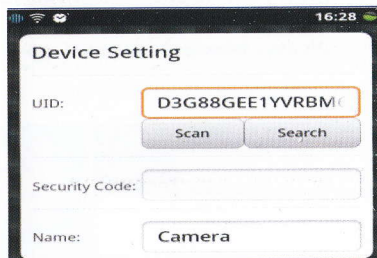 16:28
Device Setting
UID: D3G88GEE1YVRBM
Scan Search
Security Code:
Name: Camera